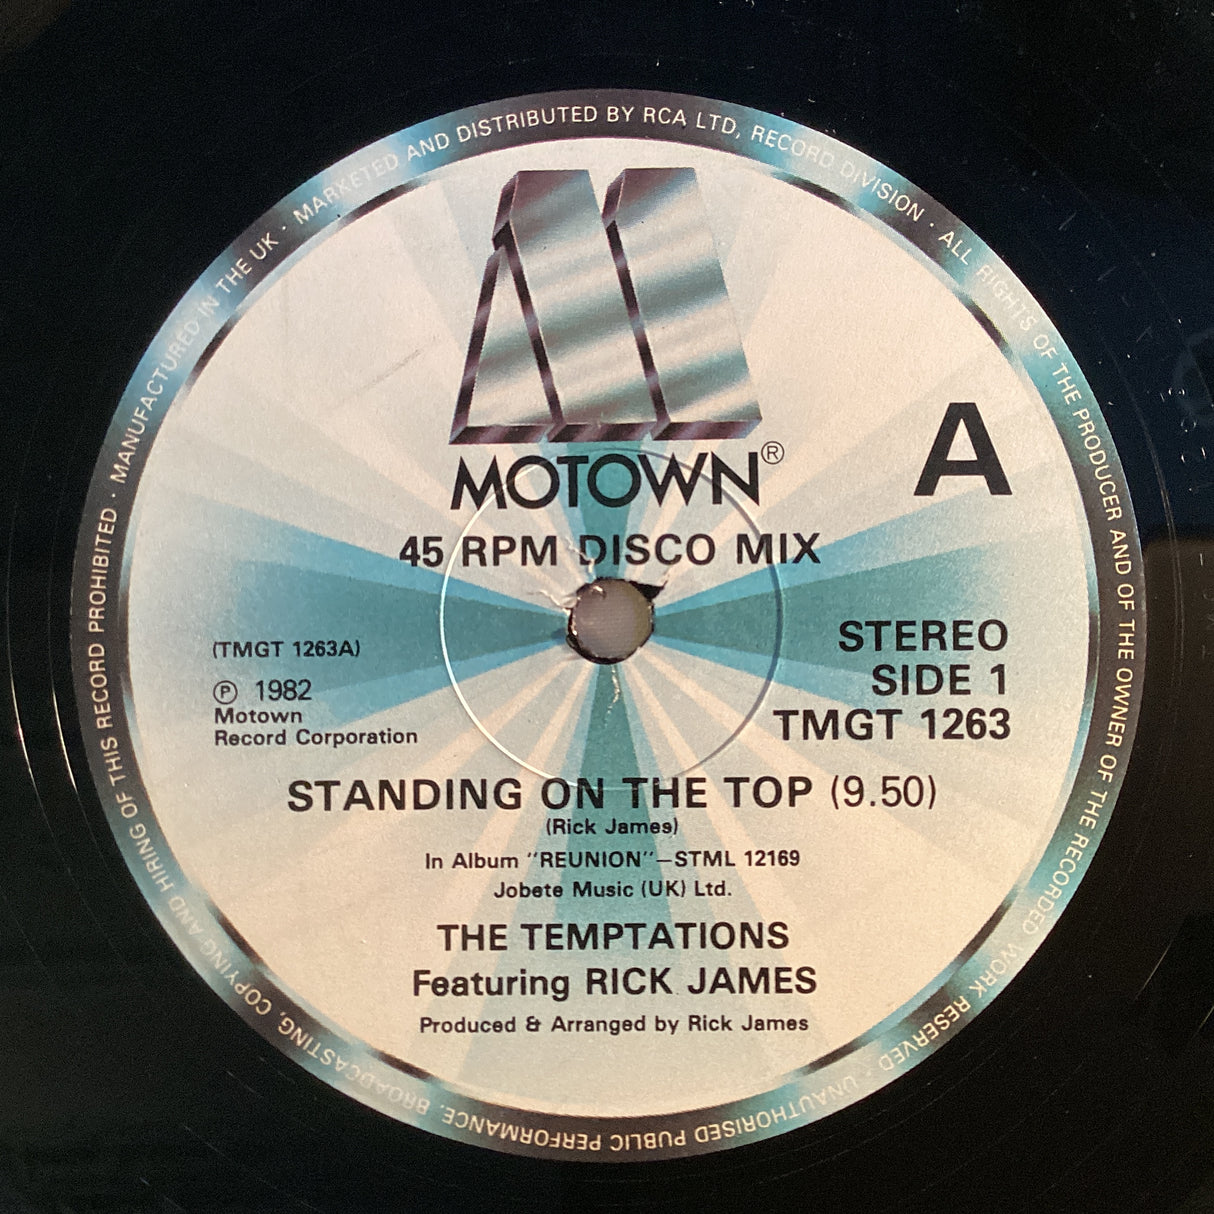 MANUFACTURED IN THE UK · MARKETED AND DISTRIBUTED BY RCA LTD, RECORD DIVISION · ALL RIGHTS OF THE PRODUCER AND OF THE OWNER OF THE RECORDED WORK RESERVED · UNAUTHORISED PUBLIC PERFORMANCE, BROADCASTING, COPYING AND HIRING OF THIS RECORD PROHIBITED ·
M
MOTOWN®
A
45 RPM DISCO MIX
STEREO
SIDE 1
TMGT 1263
(TMGT 1263A)
℗ 1982
Motown
Record Corporation
STANDING ON THE TOP (9.50)
(Rick James)
In Album "REUNION"—STML 12169
Jobete Music (UK) Ltd.
THE TEMPTATIONS
Featuring RICK JAMES
Produced & Arranged by Rick James